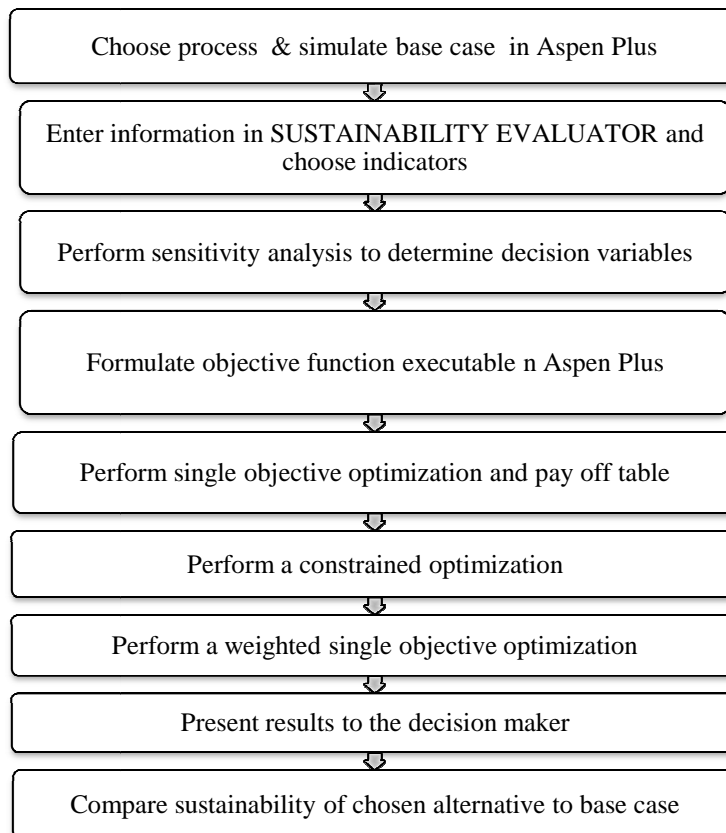 Choose process & simulate base case in Aspen Plus
Enter information in SUSTAINABILITY EVALUATOR and
choose indicators
Perform sensitivity analysis to determine decision variables
Formulate objective function executable n Aspen Plus
Perform single objective optimization and pay off table
Perform a constrained optimization
Perform a weighted single objective optimization
Present results to the decision maker
Compare sustainability of chosen alternative to base case